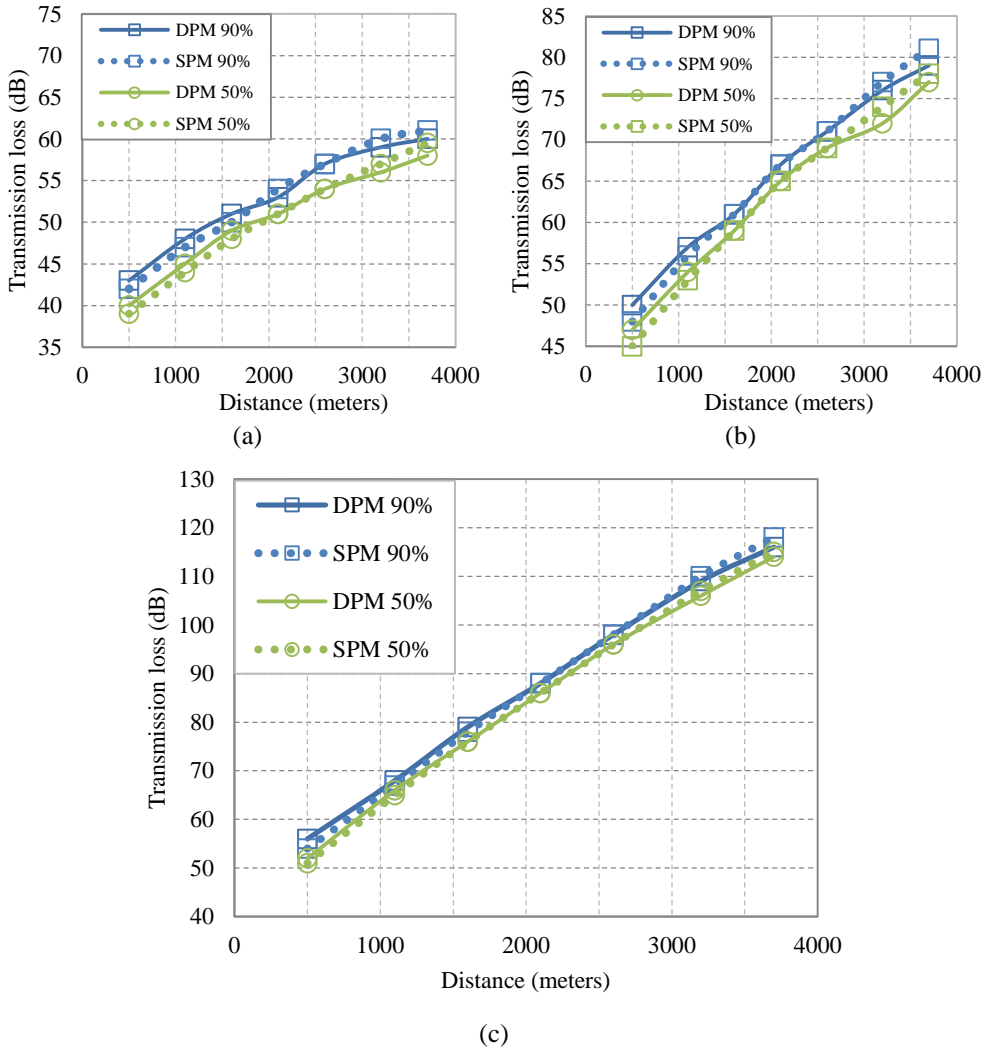 75
70
65
60
55
50
45
40
35
Transmission loss (dB)
DPM 90%
SPM 90%
DPM 50%
SPM 50%
0 1000 2000 3000 4000
Distance (meters)
(a)
85
80
75
70
65
60
55
50
45
Transmission loss (dB)
DPM 90%
SPM 90%
DPM 50%
SPM 50%
0 1000 2000 3000 4000
Distance (meters)
(b)
130
120
110
100
90
80
70
60
50
40
Transmission loss (dB)
DPM 90%
SPM 90%
DPM 50%
SPM 50%
0 1000 2000 3000 4000
Distance (meters)
(c)